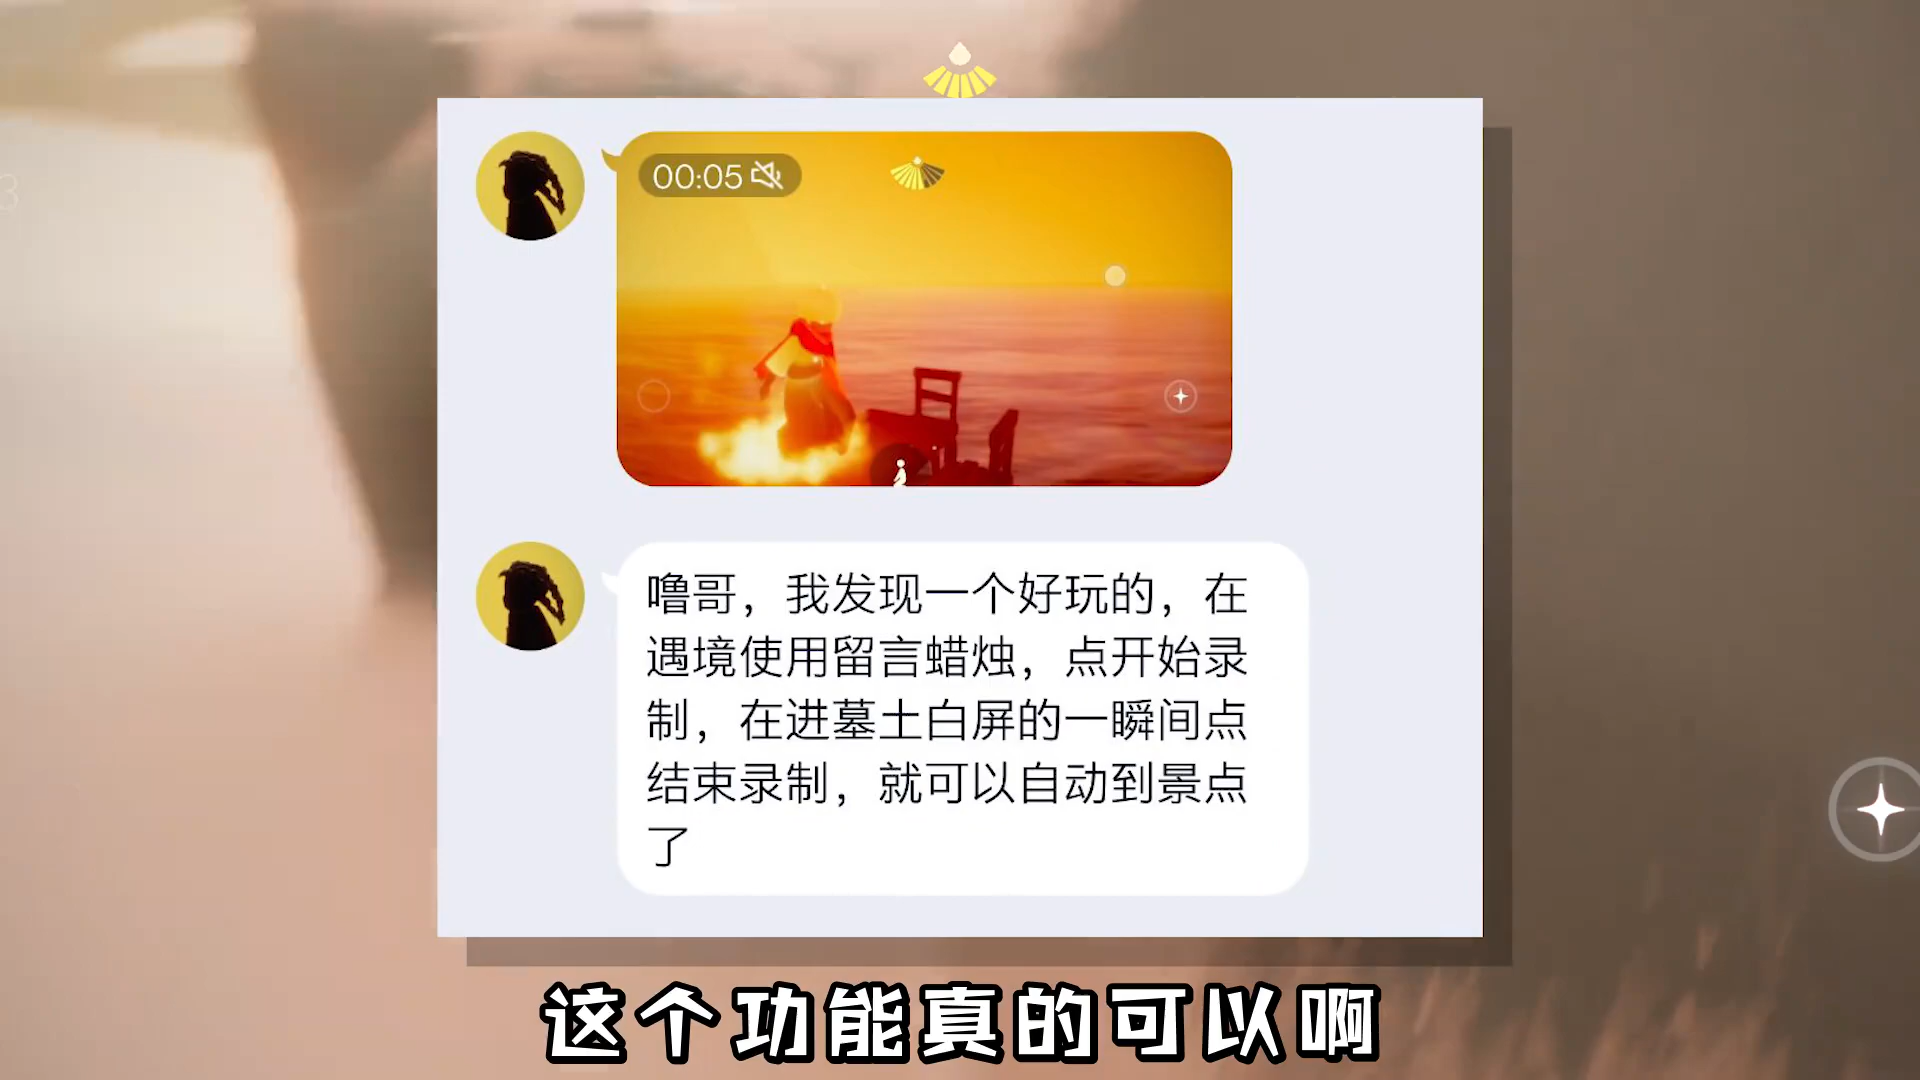 00:05
噜哥，我发现一个好玩的，在
遇境使用留言蜡烛，点开始录
制，在进墓土白屏的一瞬间点
结束录制，就可以自动到景点
了
3
这个功能真的可以啊